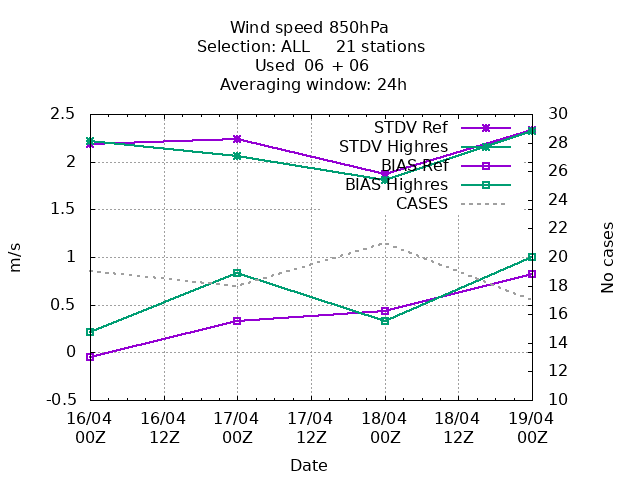 Wind speed 850hPa
Selection: ALL 21 stations
Used 06 + 06
Averaging window: 24h
2.5 30
STDV Ref
28
STDV Highres
2
BIAS Ref
26
BIAS Highres
24
CASES
1.5
22
1 20
m/s
No cases
18
0.5
16
14
0
12
-0.5 10
16/04 16/04 17/04 17/04 18/04 18/04 19/04
00Z 12Z 00Z 12Z 00Z 12Z 00Z
Date